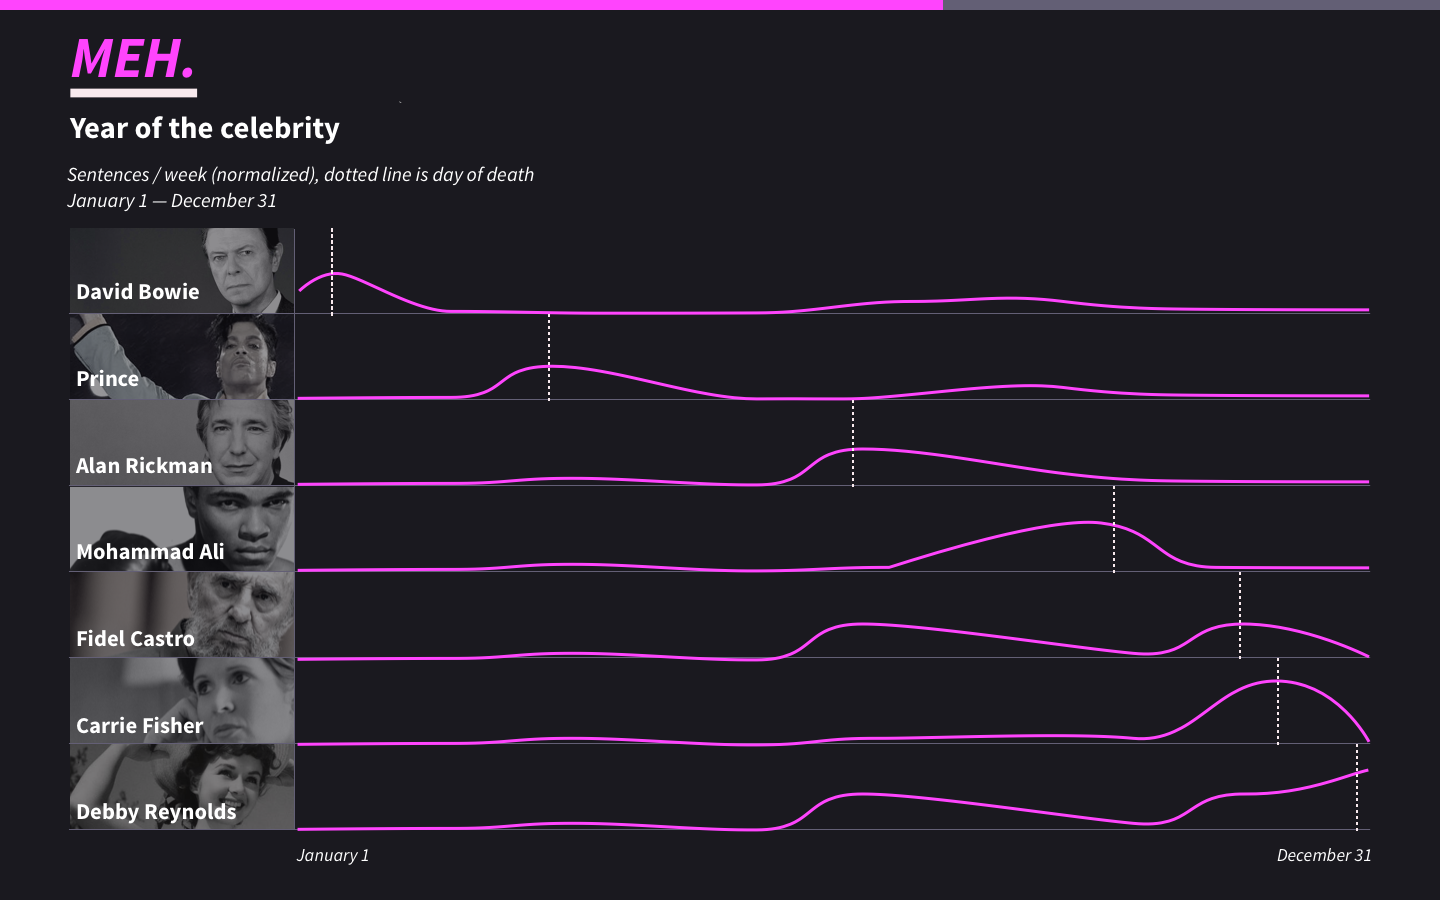 MEH.
Year of the celebrity
Sentences / week (normalized), dotted line is day of death
January 1 — December 31
David Bowie
Prince
Alan Rickman
Mohammad Ali
Fidel Castro
Carrie Fisher
Debby Reynolds
January 1
December 31